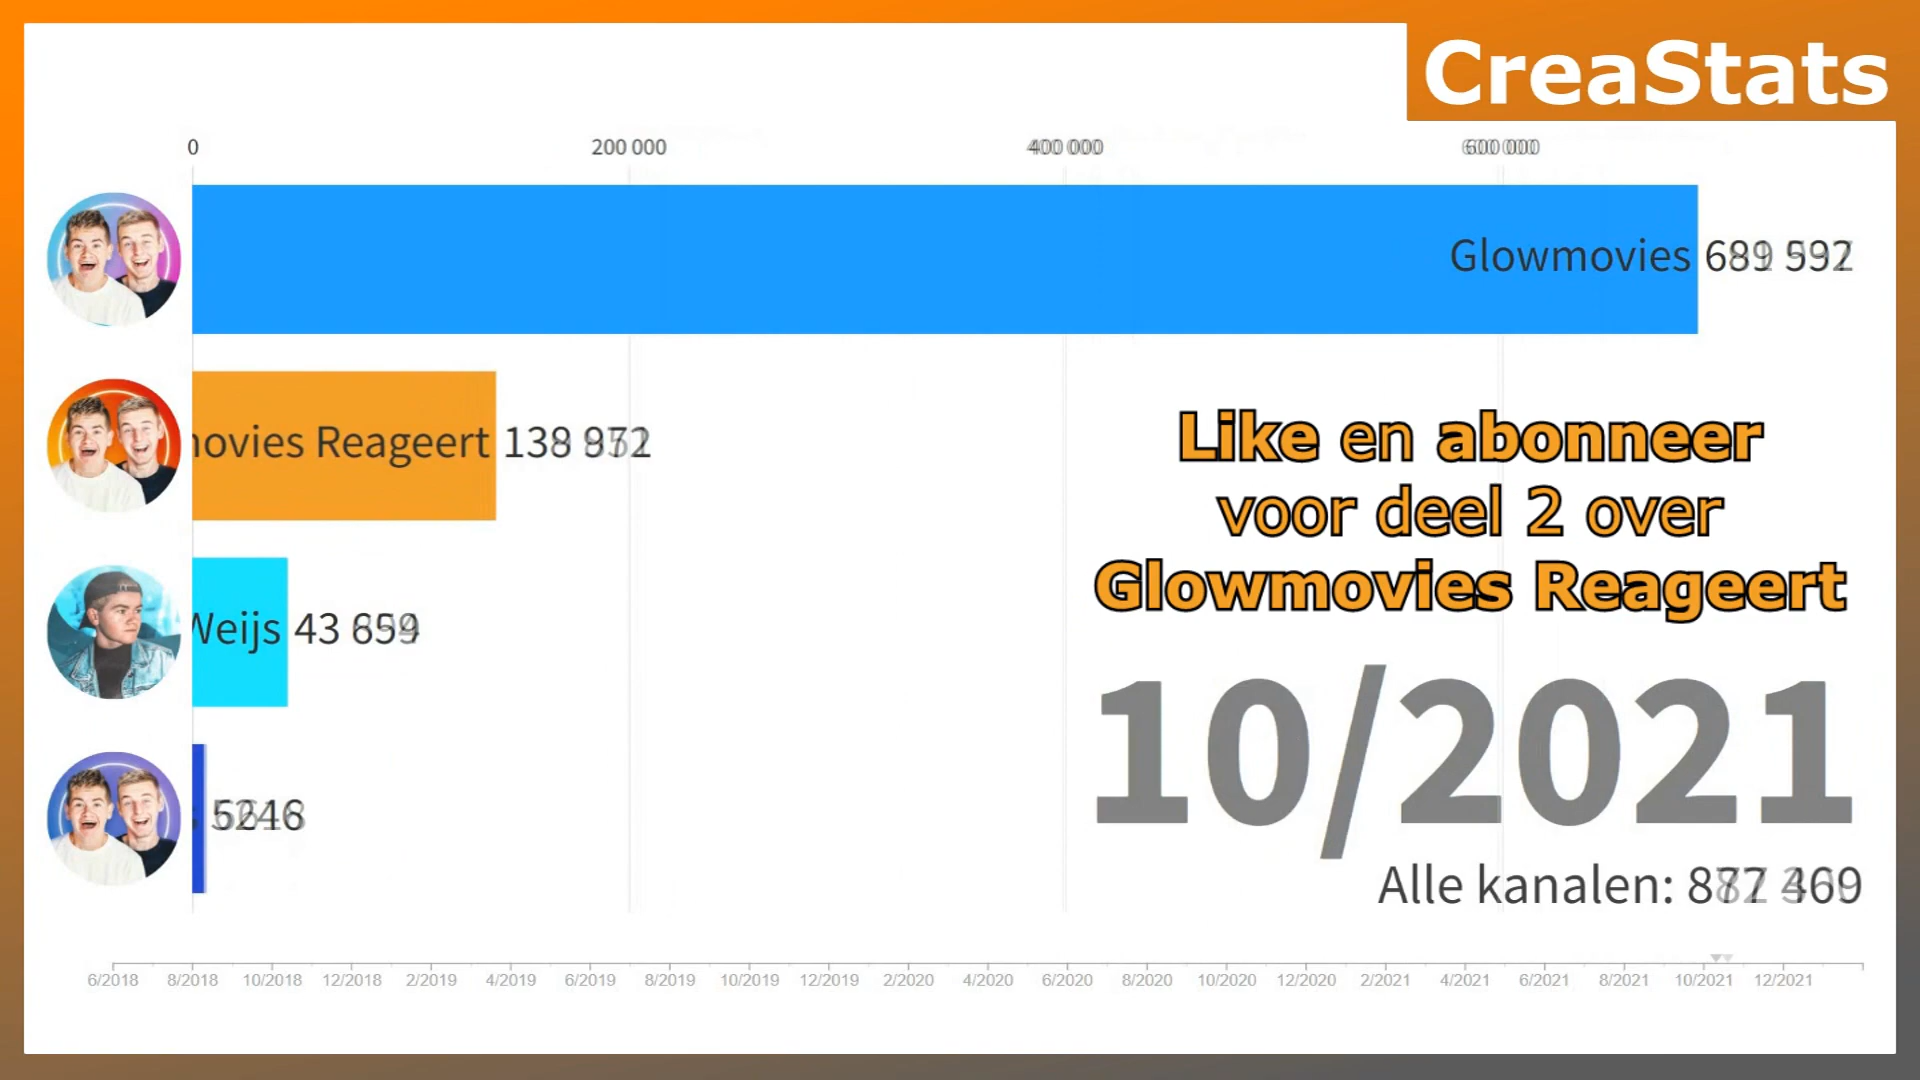 CreaStats
0 200 000 400 000 600 000
Glowmovies
movies Reageert
Weijs 43
Like en abonneer
voor deel 2 over
Glowmovies Reageert
10/2021
Alle kanalen:
6/2018 8/2018 10/2018 12/2018 2/2019 4/2019 6/2019 8/2019 10/2019 12/2019 2/2020 4/2020 6/2020 8/2020 10/2020 12/2020 2/2021 4/2021 6/2021 8/2021 10/2021 12/2021